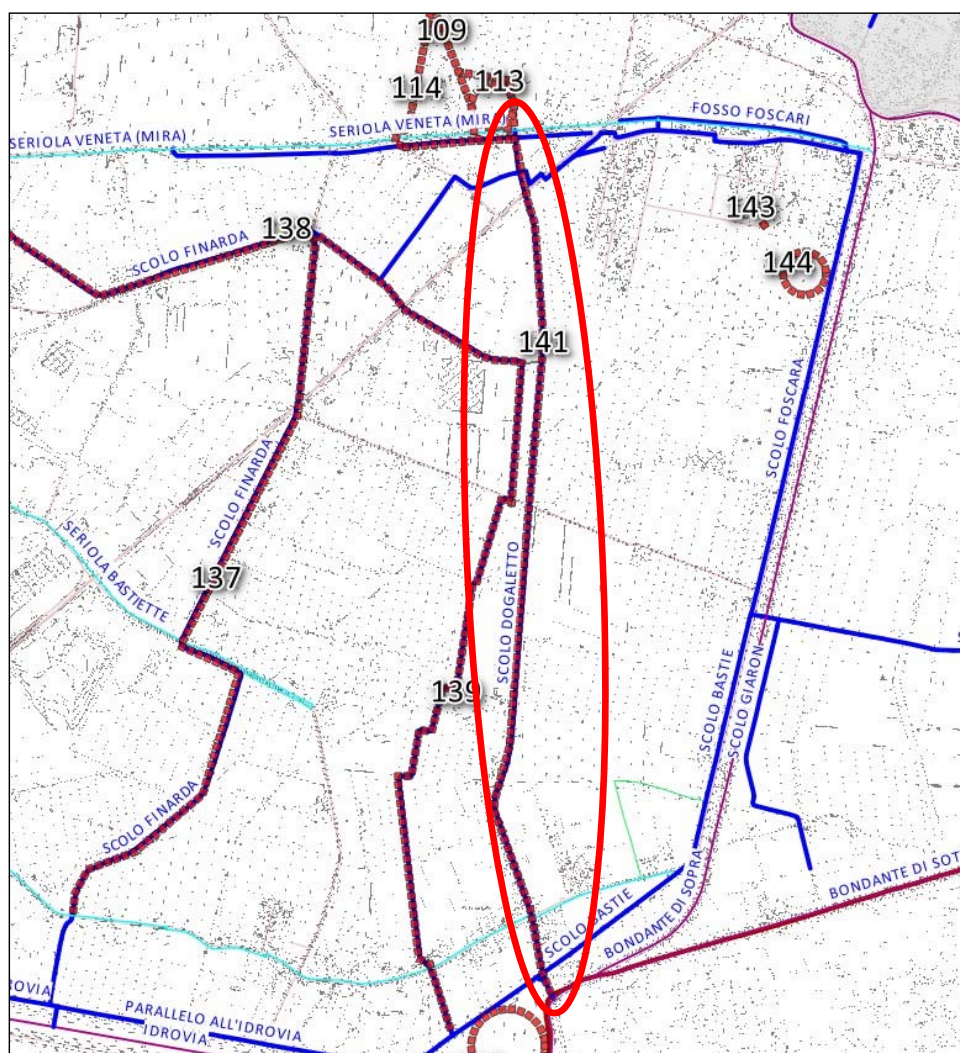 109
114
113
SERIOLA VENETA (MIRA)
SERIOLA VENETA (MIR
FOSSO FOSCARI
138
SCOLO FINARDA
143
144
141
SCOLO FOSCARA
SCOLO FINARDA
SERIOLA BASTIETTE
137
SCOLO DOGALETTO
139
SCOLO BASTIE
SCOLO GIARON
SCOLO FINARDA
BONDANTE DI SOPRA
BONDANTE DI SOT
SCOLO BASTIE
ROVIA
PARALLELO ALL'IDROVIA
IDROVIA